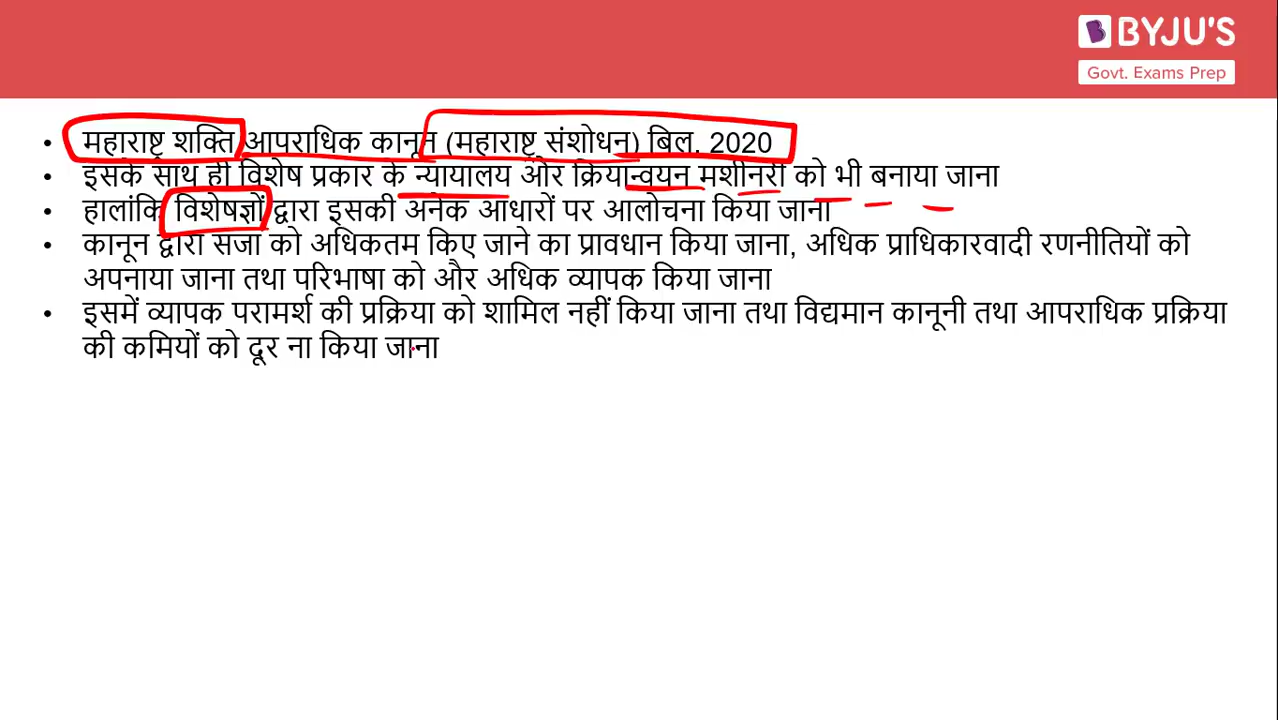 BYJU'S
Govt. Exams Prep
• महाराष्ट्र शक्ति आपराधिक कानून (महाराष्ट्र संशोधन) बिल. 2020
• इसके साथ ही विशेष प्रकार के न्यायालय और क्रियान्वयन मशीनरी को भी बनाया जाना
• हालांकि विशेषज्ञों द्वारा इसकी अनेक आधारों पर आलोचना किया जाना
• कानून द्वारा सजा को अधिकतम किए जाने का प्रावधान किया जाना, अधिक प्राधिकारवादी रणनीतियों को
अपनाया जाना तथा परिभाषा को और अधिक व्यापक किया जाना
• इसमें व्यापक परामर्श की प्रक्रिया को शामिल नहीं किया जाना तथा विद्यमान कानूनी तथा आपराधिक प्रक्रिया
की कमियों को दूर ना किया जाना